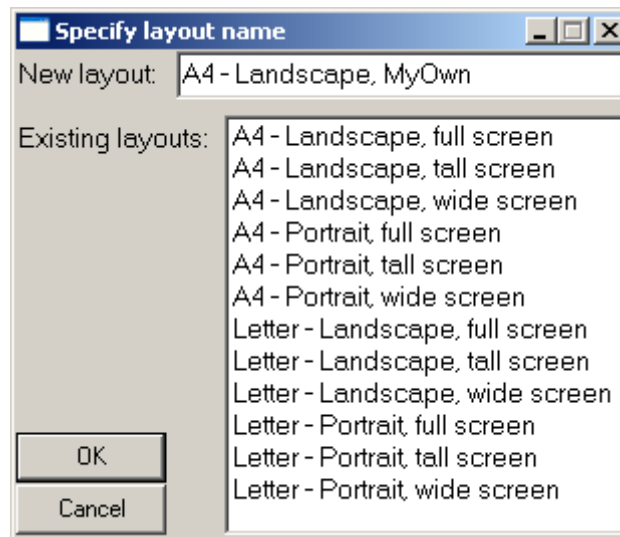 Specify layout name
New layout: A4 - Landscape, MyOwn
Existing layouts:
A4 - Landscape, full screen
A4 - Landscape, tall screen
A4 - Landscape, wide screen
A4 - Portrait, full screen
A4 - Portrait, tall screen
A4 - Portrait, wide screen
Letter - Landscape, full screen
Letter - Landscape, tall screen
Letter - Landscape, wide screen
Letter - Portrait, full screen
Letter - Portrait, tall screen
Letter - Portrait, wide screen
OK
Cancel